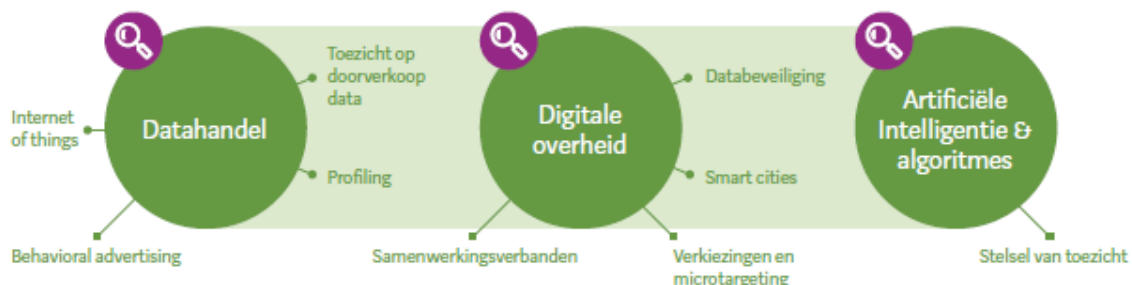 Toezicht op
doorverkoop
data
Internet
of things
Datahandel
Profiling
Behavioral advertising
Digitale
overheid
Databeveiliging
Smart cities
Samenwerkingsverbanden
Verkiezingen en
microtargeting
Artificiële
Intelligentie &
algoritmes
Stelsel van toezicht